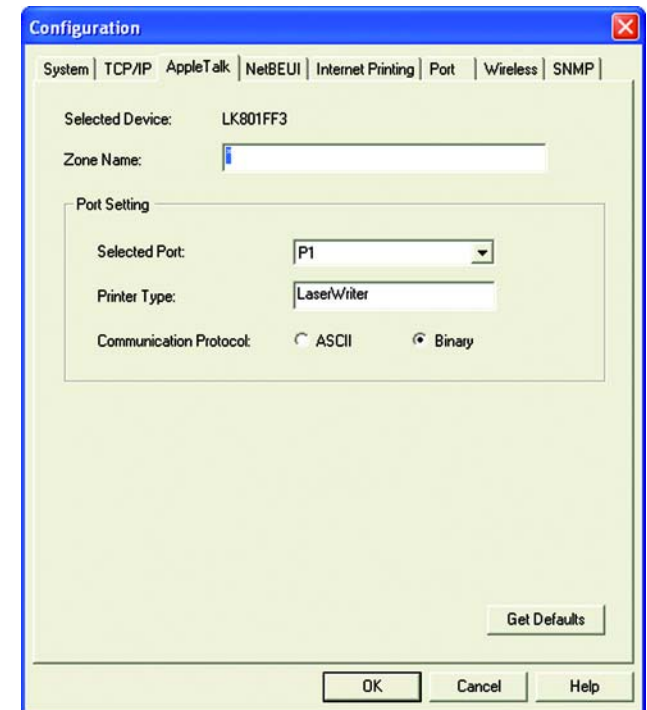 Configuration
System TCP/IP AppleTalk NetBEUI Internet Printing Port Wireless SNMP
Selected Device: LK801FF3
Zone Name: *
Port Setting
Selected Port: P1
Printer Type: LaserWriter
Communication Protocol: ASCII Binary
Get Defaults
OK Cancel Help